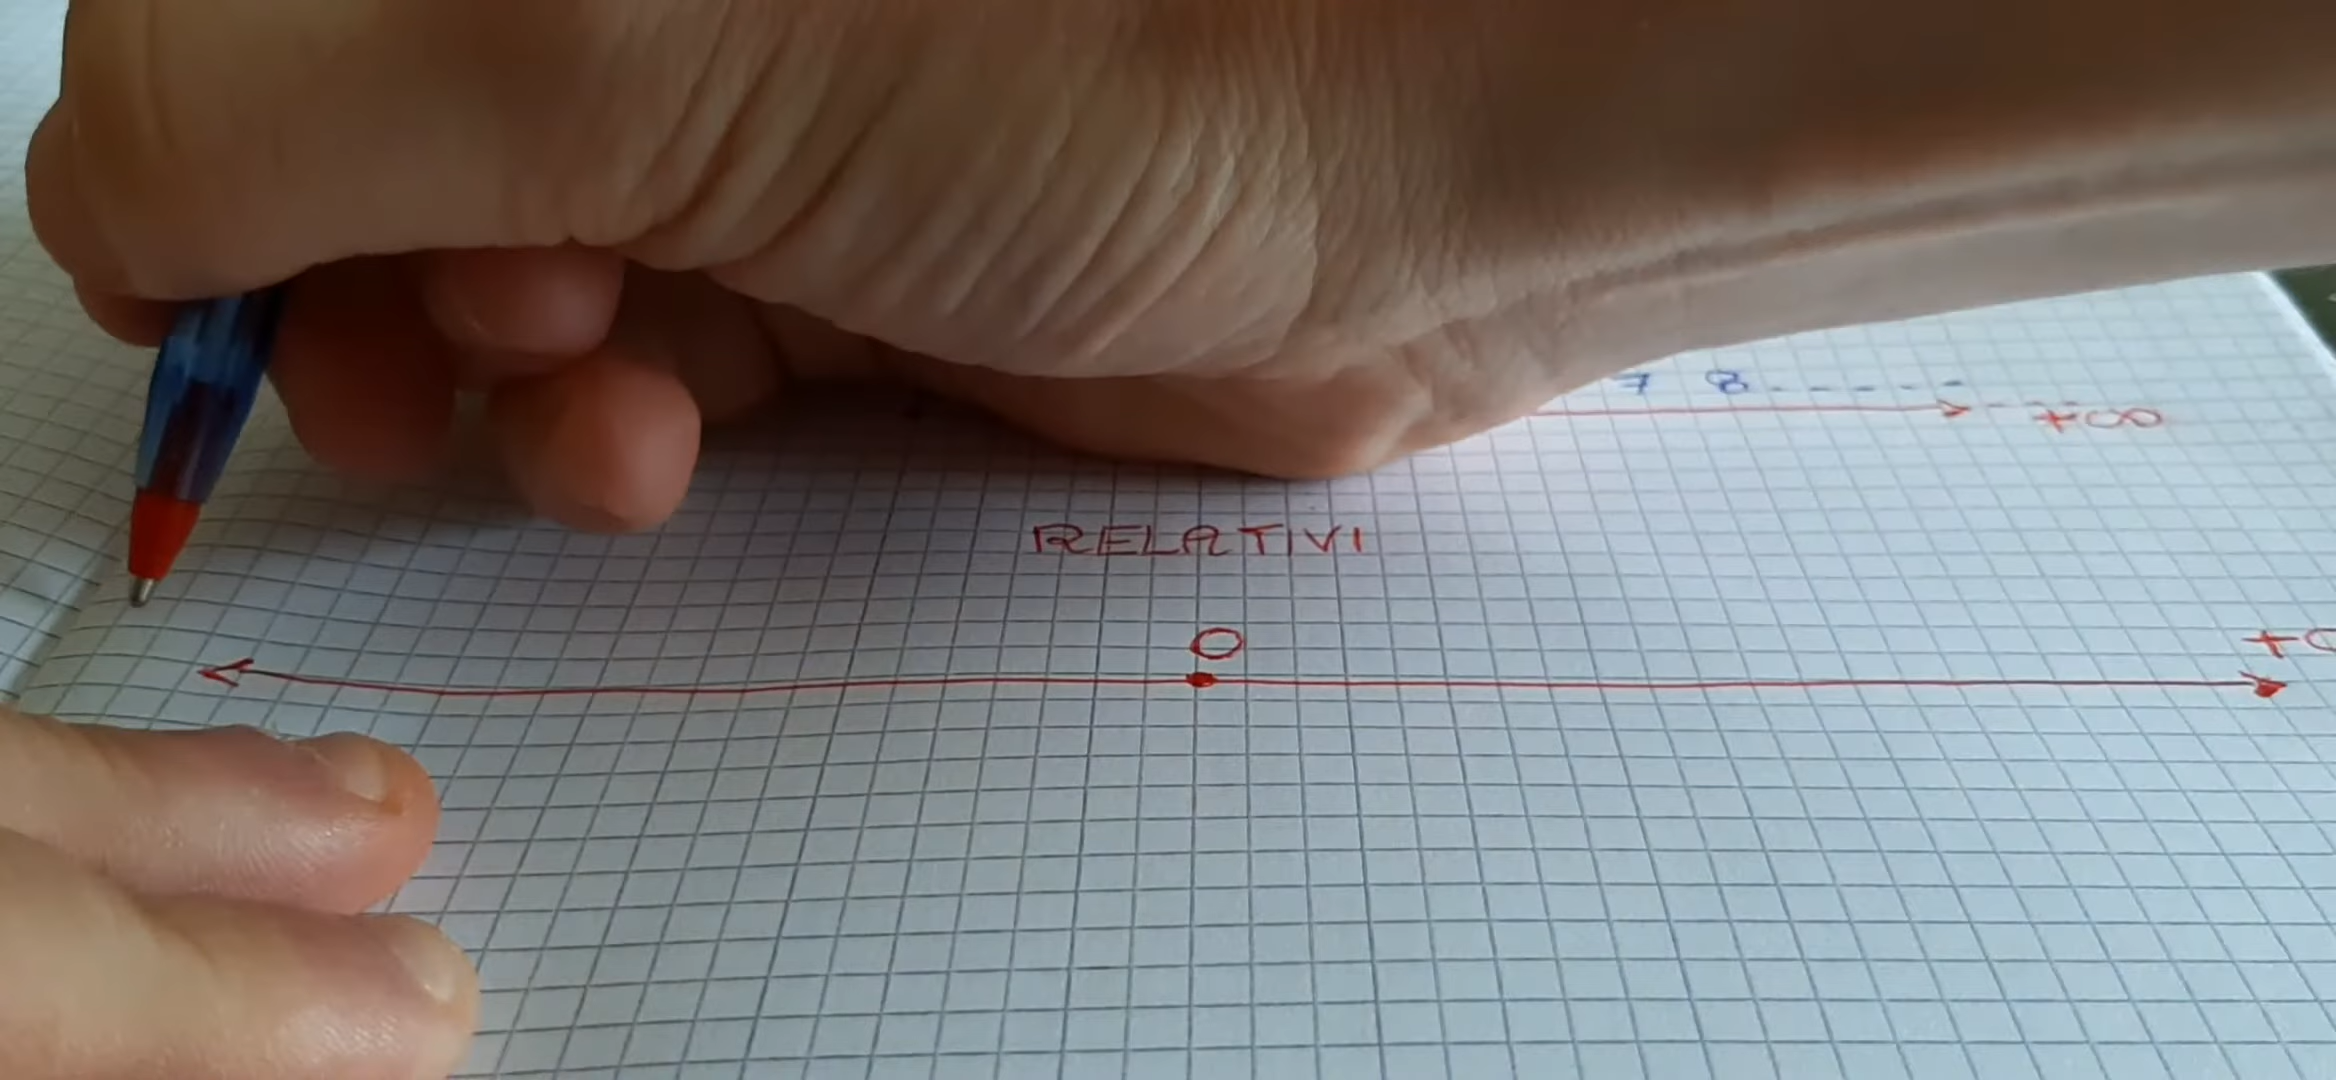 7 8 . - - - - -
- - - - +∞
RELATIVI
0
+